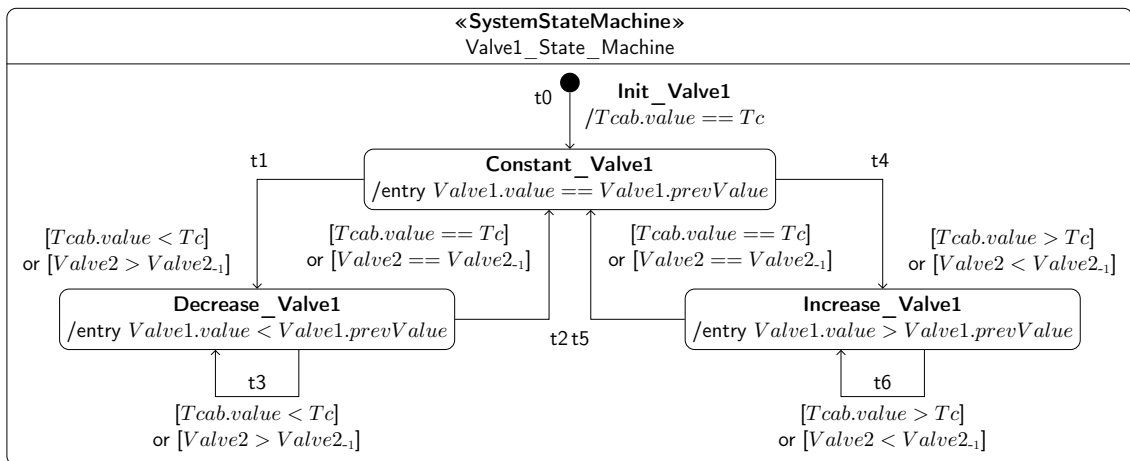 «SystemStateMachine»
Valve1_State_Machine
t0
Init_Valve1
/Tcab.value == Tc
t1
Constant_Valve1
/entry Valve1.value == Valve1.prevValue
t4
[Tcab.value < Tc]
or [Valve2 > Valve2₋₁]
[Tcab.value == Tc]
or [Valve2 == Valve2₋₁]
[Tcab.value == Tc]
or [Valve2 == Valve2₋₁]
[Tcab.value > Tc]
or [Valve2 < Valve2₋₁]
Decrease_Valve1
/entry Valve1.value < Valve1.prevValue
t2 t5
Increase_Valve1
/entry Valve1.value > Valve1.prevValue
t3
[Tcab.value < Tc]
or [Valve2 > Valve2₋₁]
t6
[Tcab.value > Tc]
or [Valve2 < Valve2₋₁]